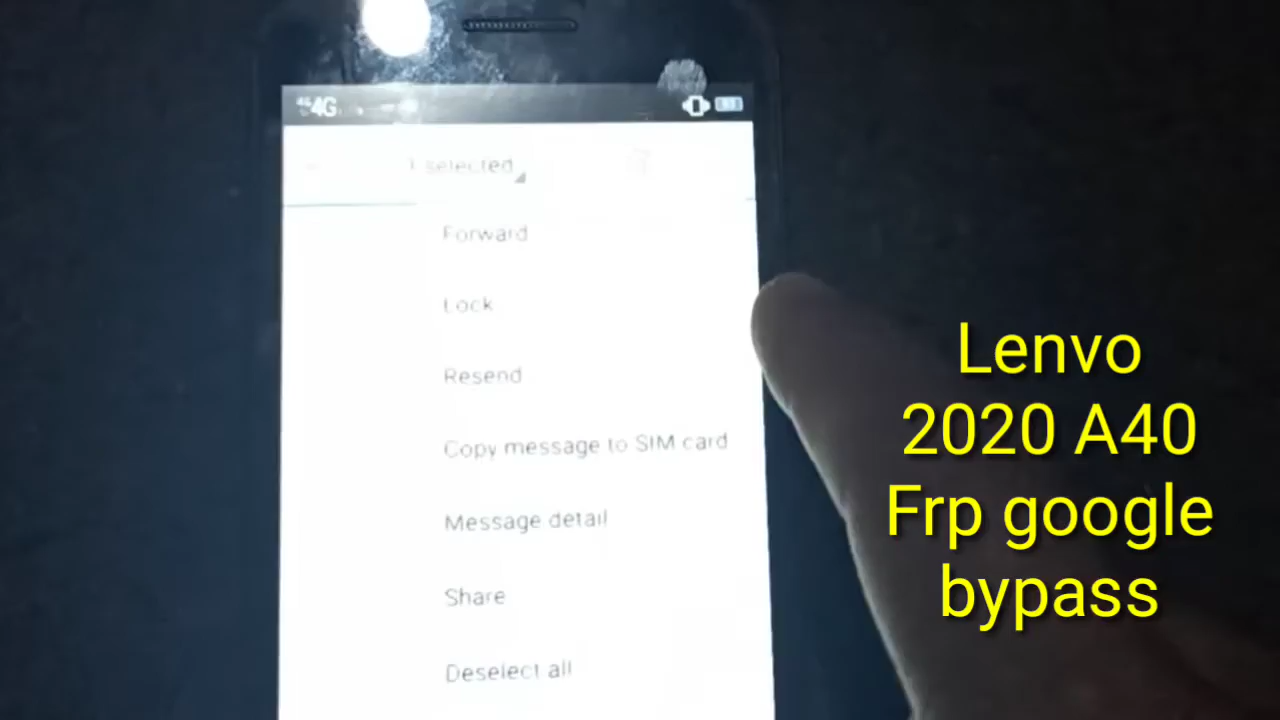 4G 4G
1 selected
Forward
Lock
Resend
Copy message to SIM card
Message detail
Share
Deselect all
Lenvo
2020 A40
Frp google
bypass